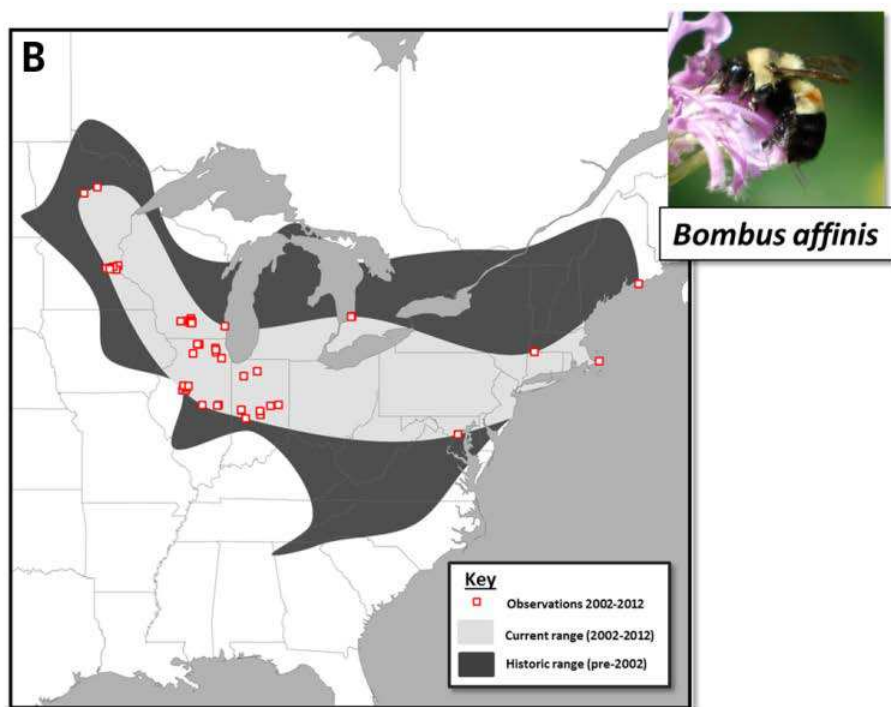 B
Bombus affinis
Key
Observations 2002-2012
Current range (2002-2012)
Historic range (pre-2002)